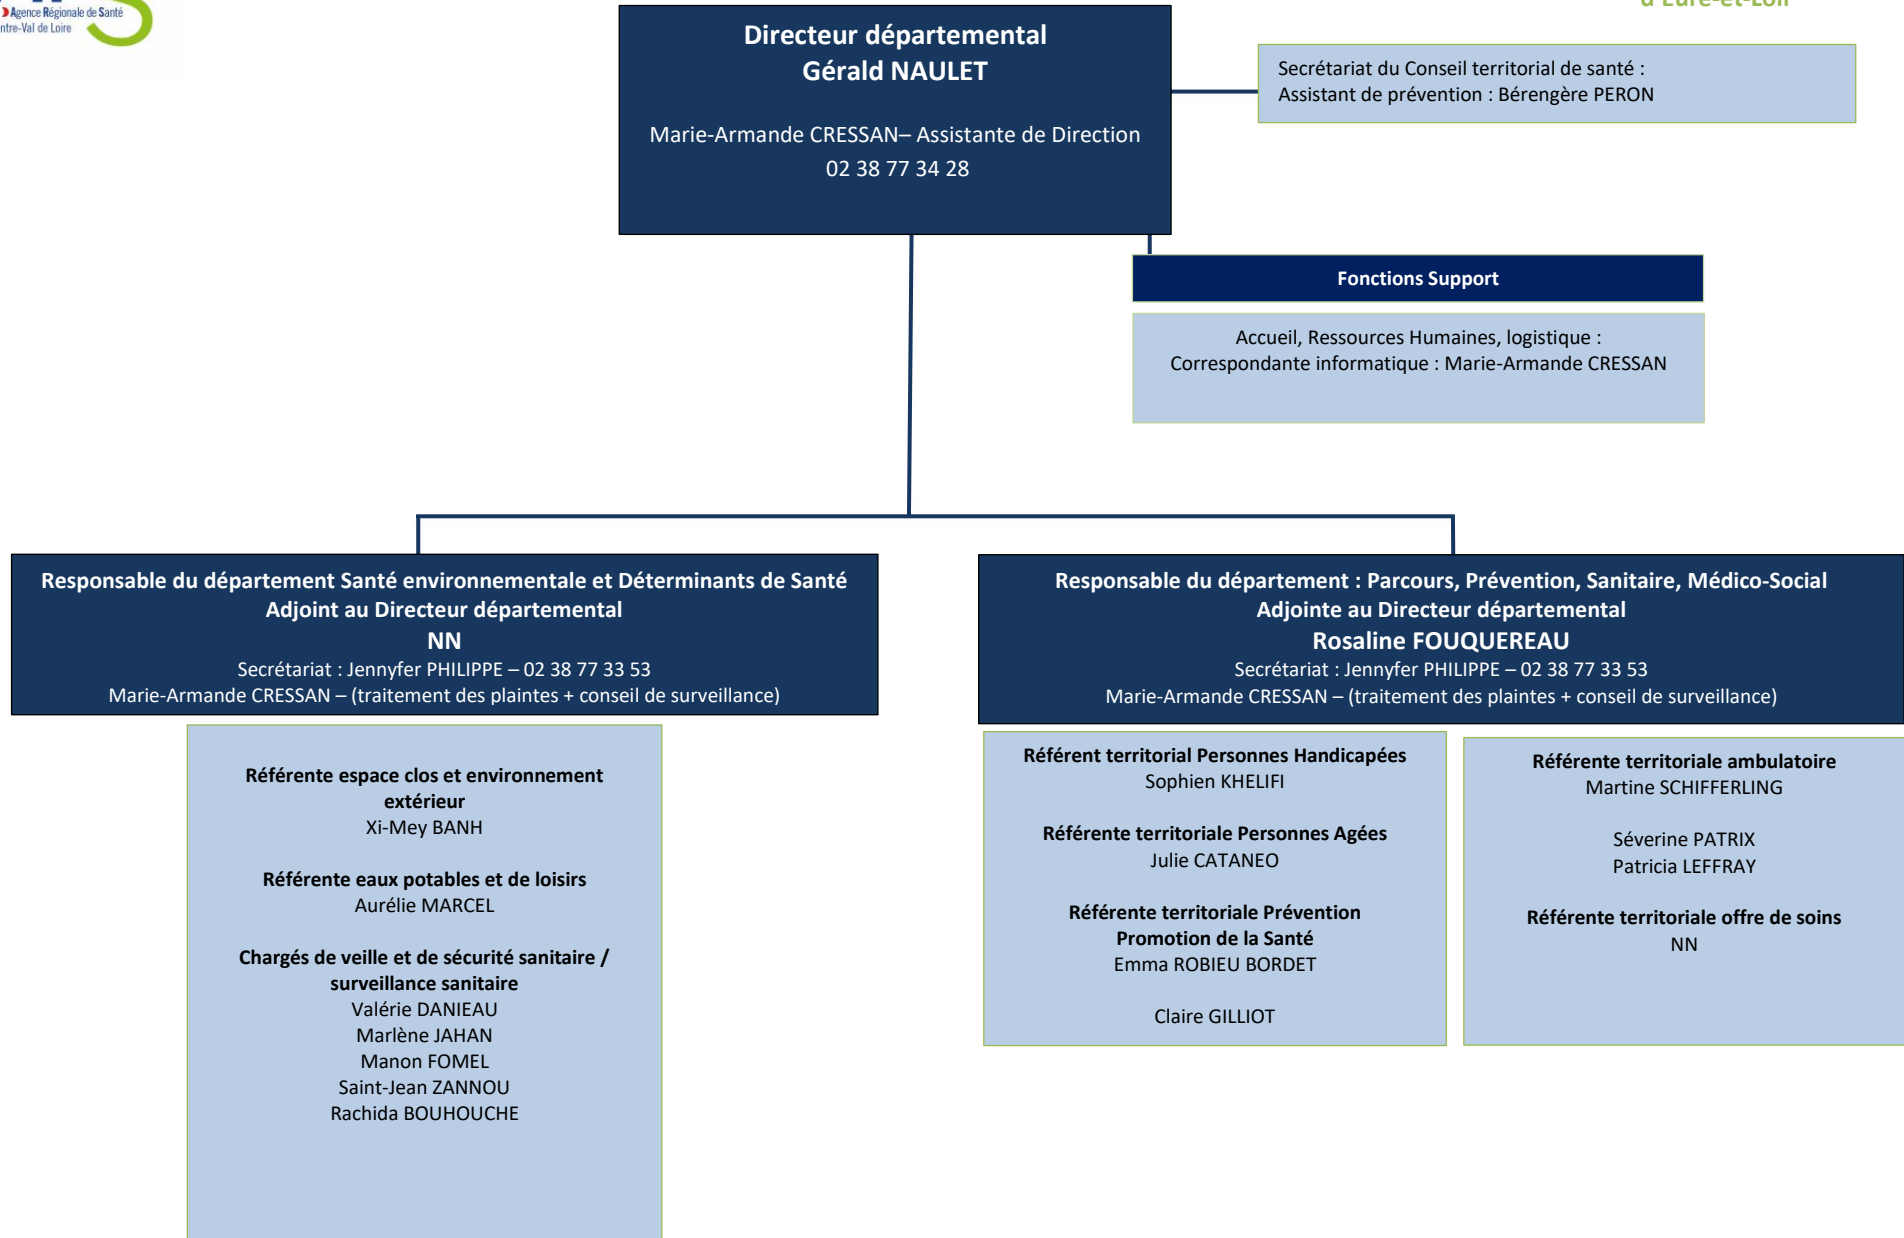 Agence Régionale de Santé
ntre-Val de Loire
d'Eure-et-Loir
Directeur départemental
Gérald NAULET
Marie-Armande CRESSAN– Assistante de Direction
02 38 77 34 28
Secrétariat du Conseil territorial de santé :
Assistant de prévention : Bérengère PERON
Fonctions Support
Accueil, Ressources Humaines, logistique :
Correspondante informatique : Marie-Armande CRESSAN
Responsable du département Santé environnementale et Déterminants de Santé
Adjoint au Directeur départemental
NN
Secrétariat : Jennyfer PHILIPPE – 02 38 77 33 53
Marie-Armande CRESSAN – (traitement des plaintes + conseil de surveillance)
Référente espace clos et environnement
extérieur
Xi-Mey BANH
Référente eaux potables et de loisirs
Aurélie MARCEL
Chargés de veille et de sécurité sanitaire /
surveillance sanitaire
Valérie DANIEAU
Marlène JAHAN
Manon FOMEL
Saint-Jean ZANNOU
Rachida BOUHOUCHE
Responsable du département : Parcours, Prévention, Sanitaire, Médico-Social
Adjointe au Directeur départemental
Rosaline FOUQUEREAU
Secrétariat : Jennyfer PHILIPPE – 02 38 77 33 53
Marie-Armande CRESSAN – (traitement des plaintes + conseil de surveillance)
Référent territorial Personnes Handicapées
Sophien KHELIFI
Référente territoriale Personnes Agées
Julie CATANEO
Référente territoriale Prévention
Promotion de la Santé
Emma ROBIEU BORDET
Claire GILLIOT
Référente territoriale ambulatoire
Martine SCHIFFERLING
Séverine PATRIX
Patricia LEFFRAY
Référente territoriale offre de soins
NN